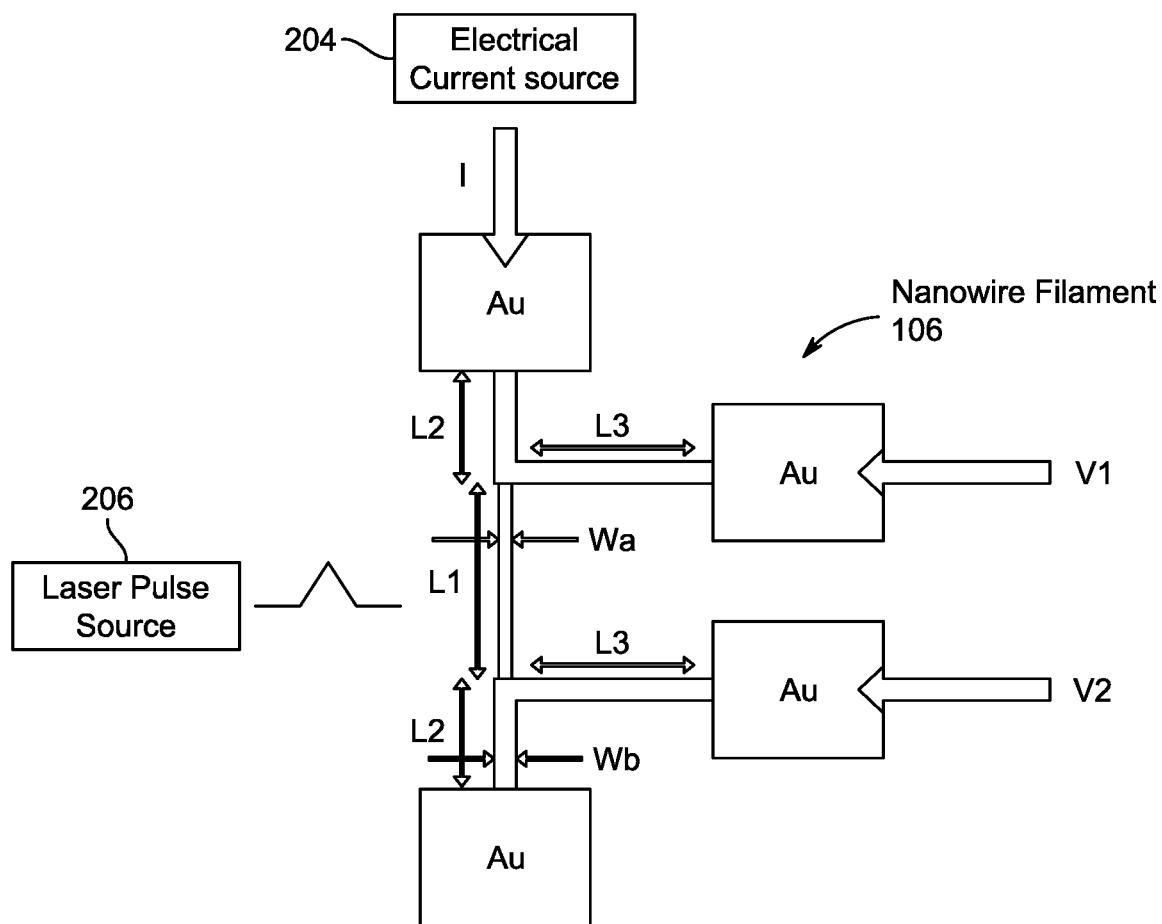 204
Electrical
Current source
I
Au
Nanowire Filament
106
L2
L3
Au
V1
206
Wa
Laser Pulse
Source
L1
L3
Au
V2
L2
Wb
Au